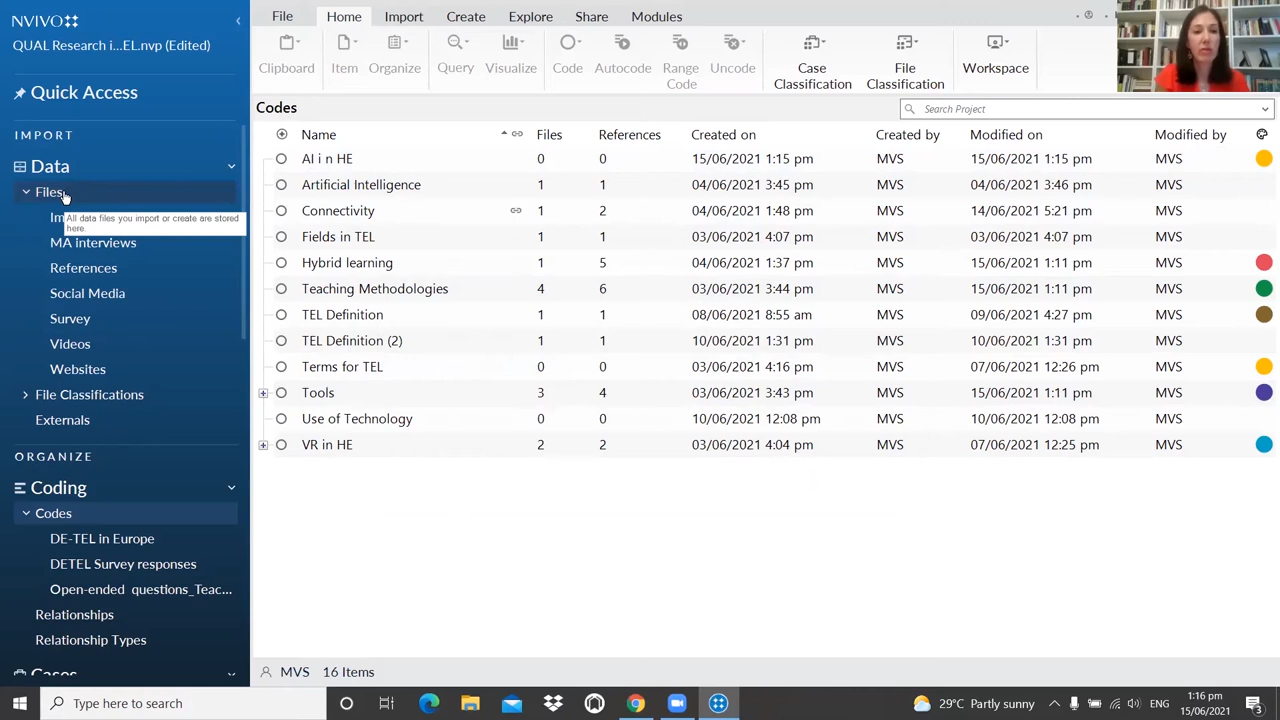 NVIVO
QUAL Research i...EL.nvp (Edited)
File Home Import Create Explore Share Modules
Clipboard Item Organize Query Visualize Code Autocode Range Code Uncode Case Classification File Classification Workspace
Quick Access
IMPORT
Data
Files
All data files you import or create are stored here.
MA interviews
References
Social Media
Survey
Videos
Websites
File Classifications
Externals
ORGANIZE
Coding
Codes
DE-TEL in Europe
DETEL Survey responses
Open-ended questions_Teac...
Relationships
Relationship Types
Cases
Codes
Search Project
Name Files References Created on Created by Modified on Modified by
AI i n HE 0 0 15/06/2021 1:15 pm MVS 15/06/2021 1:15 pm MVS
Artificial Intelligence 1 1 04/06/2021 3:45 pm MVS 04/06/2021 3:46 pm MVS
Connectivity 1 2 04/06/2021 1:48 pm MVS 14/06/2021 5:21 pm MVS
Fields in TEL 1 1 03/06/2021 4:07 pm MVS 03/06/2021 4:07 pm MVS
Hybrid learning 1 5 04/06/2021 1:37 pm MVS 15/06/2021 1:11 pm MVS
Teaching Methodologies 4 6 03/06/2021 3:44 pm MVS 15/06/2021 1:11 pm MVS
TEL Definition 1 1 08/06/2021 8:55 am MVS 09/06/2021 4:27 pm MVS
TEL Definition (2) 1 1 10/06/2021 1:31 pm MVS 10/06/2021 1:31 pm MVS
Terms for TEL 0 0 03/06/2021 4:16 pm MVS 07/06/2021 12:26 pm MVS
Tools 3 4 03/06/2021 3:43 pm MVS 15/06/2021 1:11 pm MVS
Use of Technology 0 0 10/06/2021 12:08 pm MVS 10/06/2021 12:08 pm MVS
VR in HE 2 2 03/06/2021 4:04 pm MVS 07/06/2021 12:25 pm MVS
MVS 16 Items
Type here to search
29°C Partly sunny
ENG
1:16 pm
15/06/2021
3